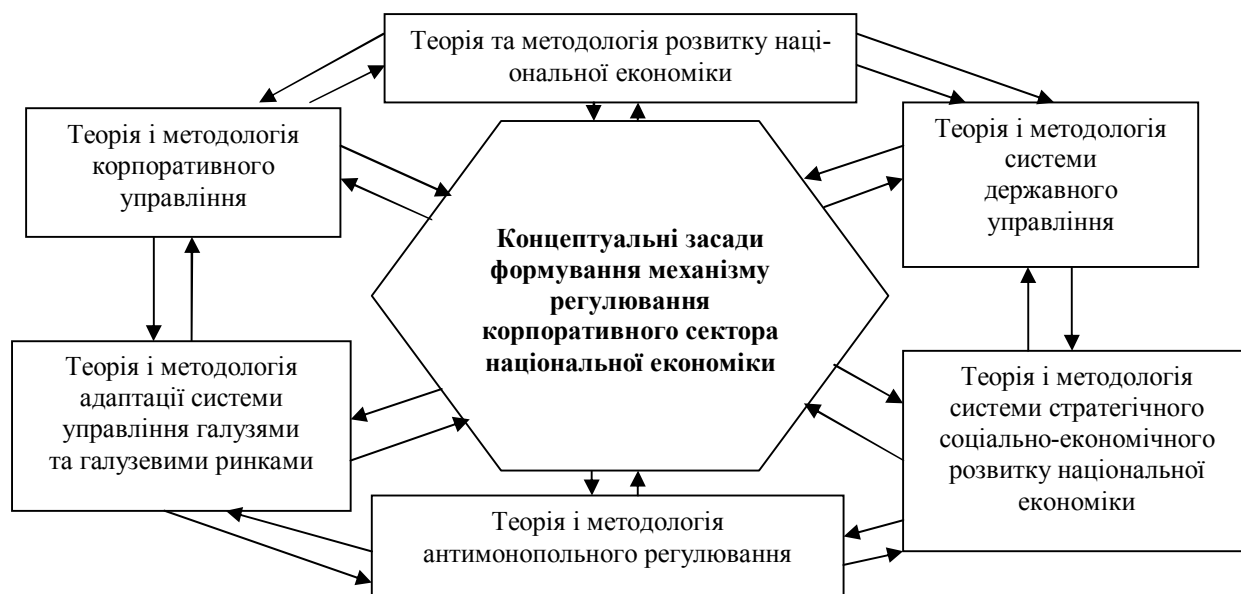 Теорія та методологія розвитку наці-
ональної економіки
Теорія і методологія
корпоративного
управління
Теорія і методологія
системи
державного
управління
Концептуальні засади
формування механізму
регулювання
корпоративного сектора
національної економіки
Теорія і методологія
адаптації системи
управління галузями
та галузевими ринками
Теорія і методологія
системи стратегічного
соціально-економічного
розвитку національної
економіки
Теорія і методологія
антимонопольного регулювання